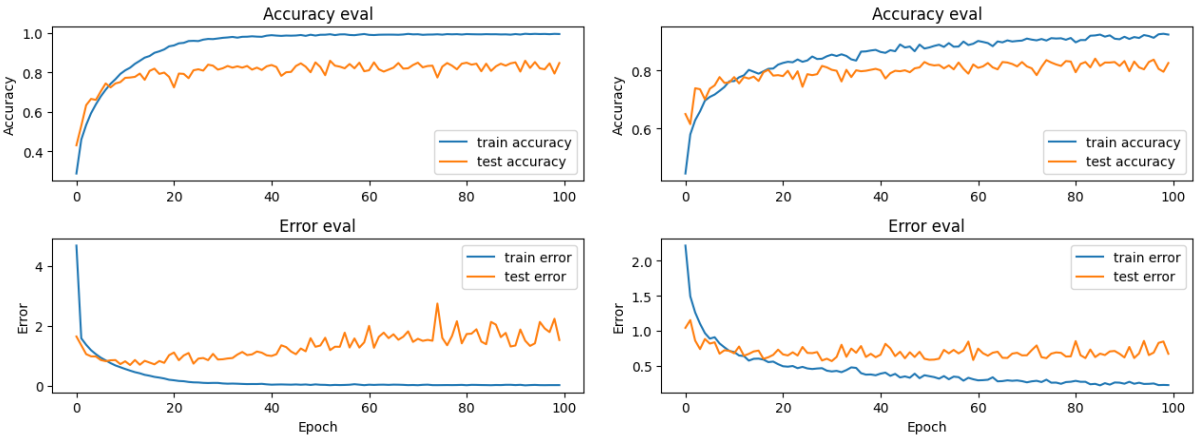 Accuracy eval
Accuracy
1.0
0.8
0.6
0.4
train accuracy
test accuracy
0 20 40 60 80 100
Error eval
Error
4
2
0
train error
test error
0 20 40 60 80 100
Epoch
Accuracy eval
Accuracy
0.8
0.6
train accuracy
test accuracy
0 20 40 60 80 100
Error eval
Error
2.0
1.5
1.0
0.5
train error
test error
0 20 40 60 80 100
Epoch